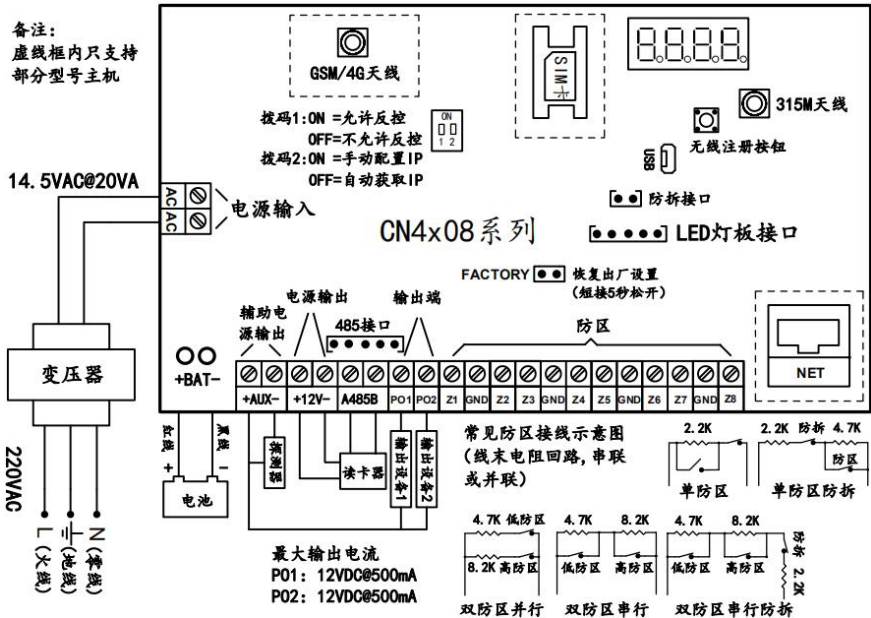 备注:
虚线框内只支持
部分型号主机
GSM/4G天线
SIM卡
8.8.8.8.
315M天线
无线注册按钮
USB
拨码1:ON =允许反控
OFF=不允许反控
拨码2:ON =手动配置IP
OFF=自动获取IP
ON
1 2
14.5VAC@20VA
AC
AC
电源输入
防拆接口
CN4x08系列
LED灯板接口
FACTORY
恢复出厂设置
(短接5秒松开)
辅助电
源输出
电源输出
485接口
输出端
防区
NET
变压器
+BAT-
+AUX- +12V- A485B PO1 PO2 Z1 GND Z2 Z3 GND Z4 Z5 GND Z6 Z7 GND Z8
红线 +
黑线 -
电池
探测器
读卡器
输出设备1
输出设备2
220VAC
L(火线)
(地线)
N(零线)
最大输出电流
PO1: 12VDC@500mA
PO2: 12VDC@500mA
常见防区接线示意图
(线末电阻回路,串联
或并联)
2.2K
单防区
2.2K 防拆 4.7K
防区
单防区防拆
4.7K 低防区
8.2K 高防区
双防区并行
4.7K 8.2K
低防区 高防区
双防区串行
4.7K 8.2K
低防区 高防区
防拆 2.2K
双防区串行防拆